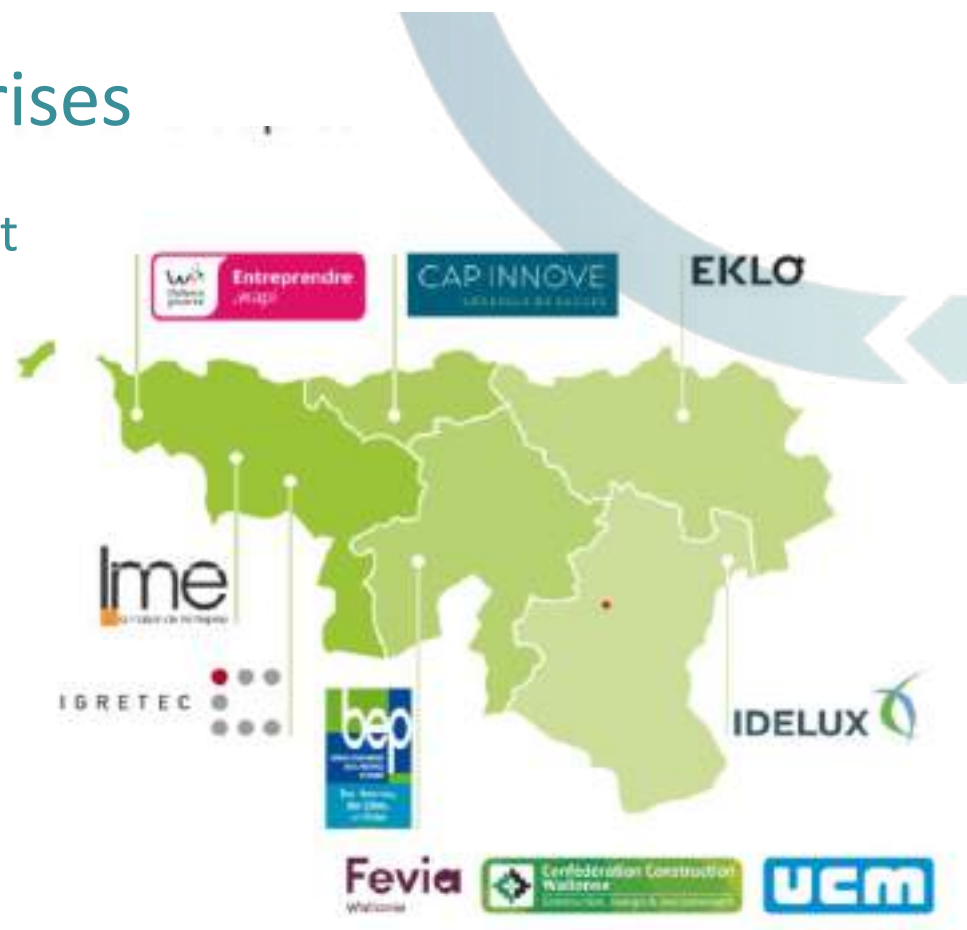 rises
t
Entreprendre
.wapi
CAP INNOVE
EKLO
lme
IGRETEC
bep
IDELUX
Fevia
Wallonie
Confédération Construction
Wallonne
UCM